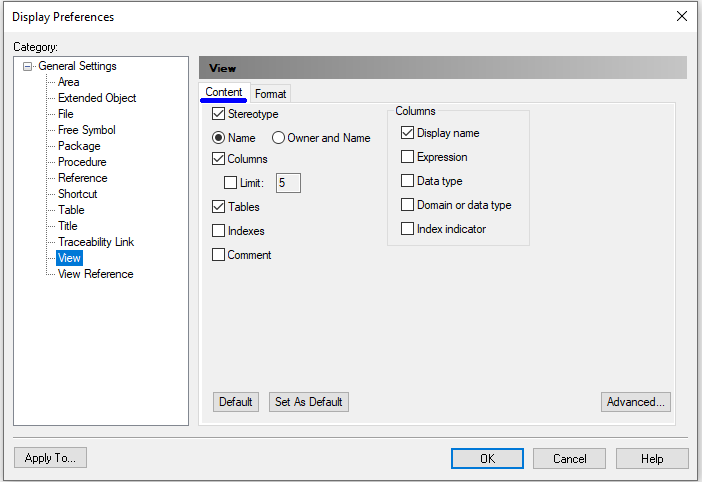 Display Preferences
Category:
General Settings
Area
Extended Object
File
Free Symbol
Package
Procedure
Reference
Shortcut
Table
Title
Traceability Link
View
View Reference
View
Content Format
Stereotype
Name Owner and Name
Columns
Limit: 5
Tables
Indexes
Comment
Columns
Display name
Expression
Data type
Domain or data type
Index indicator
Default Set As Default Advanced...
Apply To... OK Cancel Help